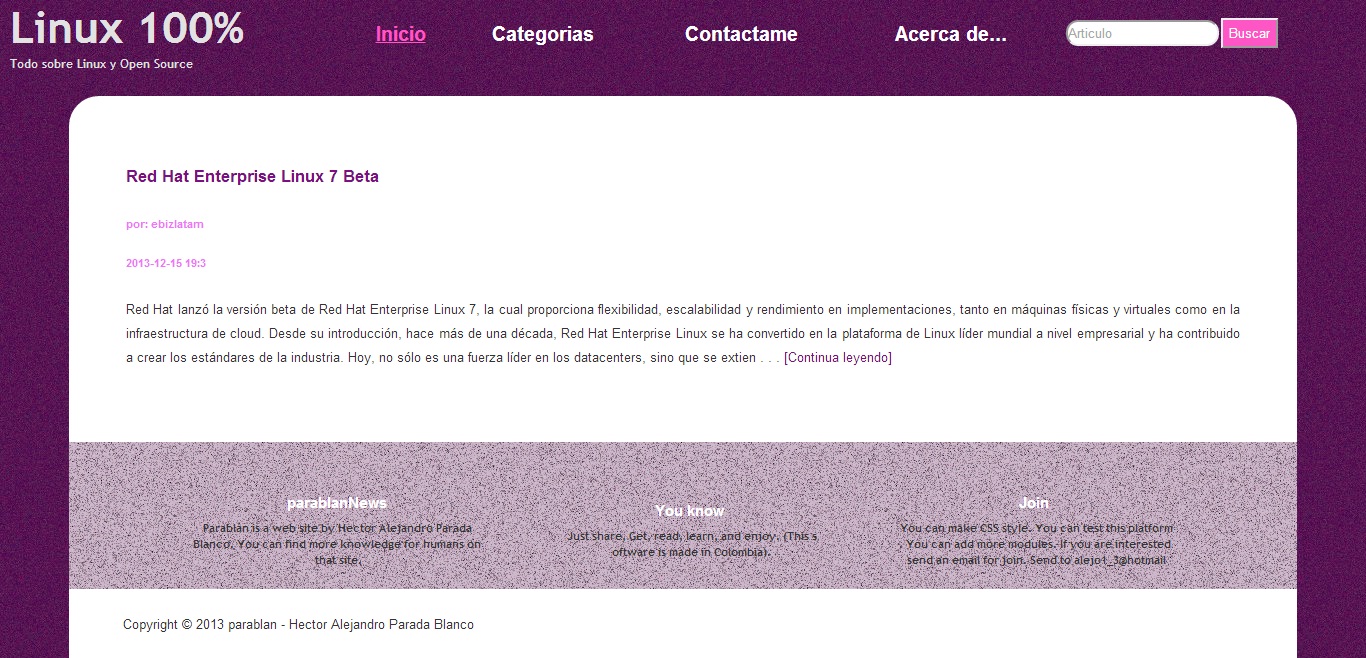 Linux 100%
Todo sobre Linux y Open Source
Inicio
Categorias
Contactame
Acerca de...
Articulo
Buscar
Red Hat Enterprise Linux 7 Beta
por: ebizlatam
2013-12-15 19:3
Red Hat lanzó la versión beta de Red Hat Enterprise Linux 7, la cual proporciona flexibilidad, escalabilidad y rendimiento en implementaciones, tanto en máquinas físicas y virtuales como en la
infraestructura de cloud. Desde su introducción, hace más de una década, Red Hat Enterprise Linux se ha convertido en la plataforma de Linux líder mundial a nivel empresarial y ha contribuido
a crear los estándares de la industria. Hoy, no sólo es una fuerza líder en los datacenters, sino que se extien . . . [Continua leyendo]
parablanNews
Parablan is a web site by Hector Alejandro Parada
Blanco. You can find more knowledge for humans on
that site.
You know
Just share, Get, read, learn, and enjoy. (This s
oftware is made in Colombia).
Join
You can make CSS style. You can test this platform
. You can add more modules. If you are interested
send an email for join. Send to alejo1_3@hotmail
Copyright © 2013 parablan - Hector Alejandro Parada Blanco